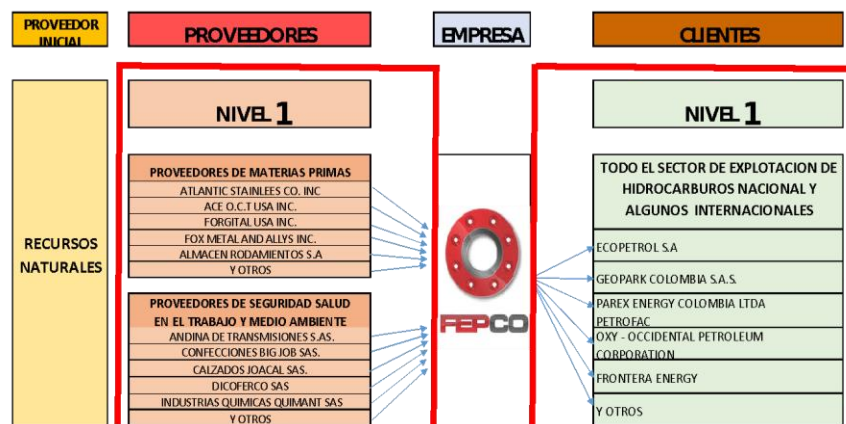 PROVEEDOR
INICIAL
PROVEEDORES
EMPRESA
CLIENTES
RECURSOS
NATURALES
NIVEL 1
PROVEEDORES DE MATERIAS PRIMAS
ATLANTIC STAINLEES CO. INC
ACE O.C.T USA INC.
FORGITAL USA INC.
FOX METAL AND ALLYS INC.
ALMACEN RODAMIENTOS S.A
Y OTROS
PROVEEDORES DE SEGURIDAD SALUD
EN EL TRABAJO Y MEDIO AMBIENTE
ANDINA DE TRANSMISIONES S.AS.
CONFECCIONES BIG JOB SAS.
CALZADOS JOACAL SAS.
DICOFERCO SAS
INDUSTRIAS QUIMICAS QUIMANT SAS
Y OTROS
FEPCO
NIVEL 1
TODO EL SECTOR DE EXPLOTACION DE
HIDROCARBUROS NACIONAL Y
ALGUNOS INTERNACIONALES
ECOPETROL S.A
GEOPARK COLOMBIA S.A.S.
PAREX ENERGY COLOMBIA LTDA
PETROFAC
OXY - OCCIDENTAL PETROLEUM
CORPORATION
FRONTERA ENERGY
Y OTROS